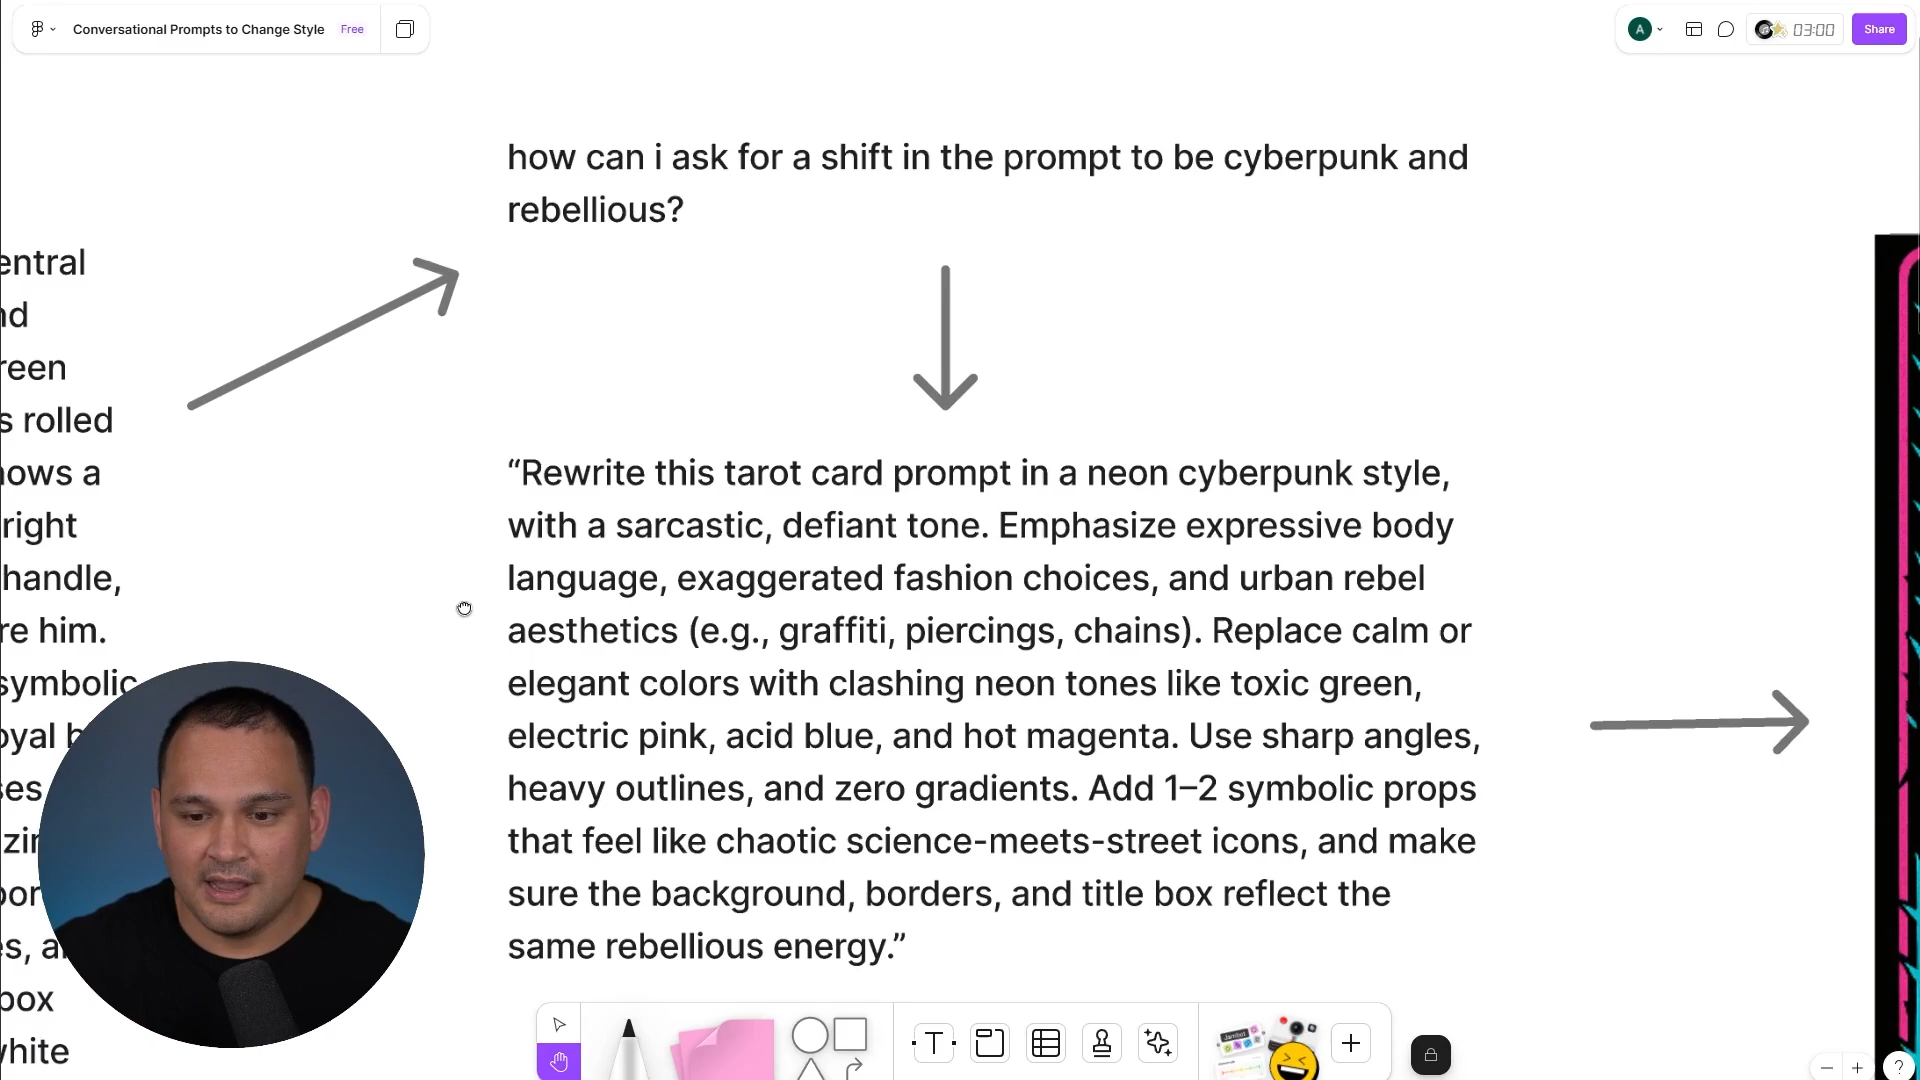 Conversational Prompts to Change Style Free
A
03:00
Share
how can i ask for a shift in the prompt to be cyberpunk and
rebellious?
entral
nd
reen
s rolled
nows a
right
handle,
re him.
symbolic
oyal
box
white
“Rewrite this tarot card prompt in a neon cyberpunk style,
with a sarcastic, defiant tone. Emphasize expressive body
language, exaggerated fashion choices, and urban rebel
aesthetics (e.g., graffiti, piercings, chains). Replace calm or
elegant colors with clashing neon tones like toxic green,
electric pink, acid blue, and hot magenta. Use sharp angles,
heavy outlines, and zero gradients. Add 1–2 symbolic props
that feel like chaotic science-meets-street icons, and make
sure the background, borders, and title box reflect the
same rebellious energy.”
T
?